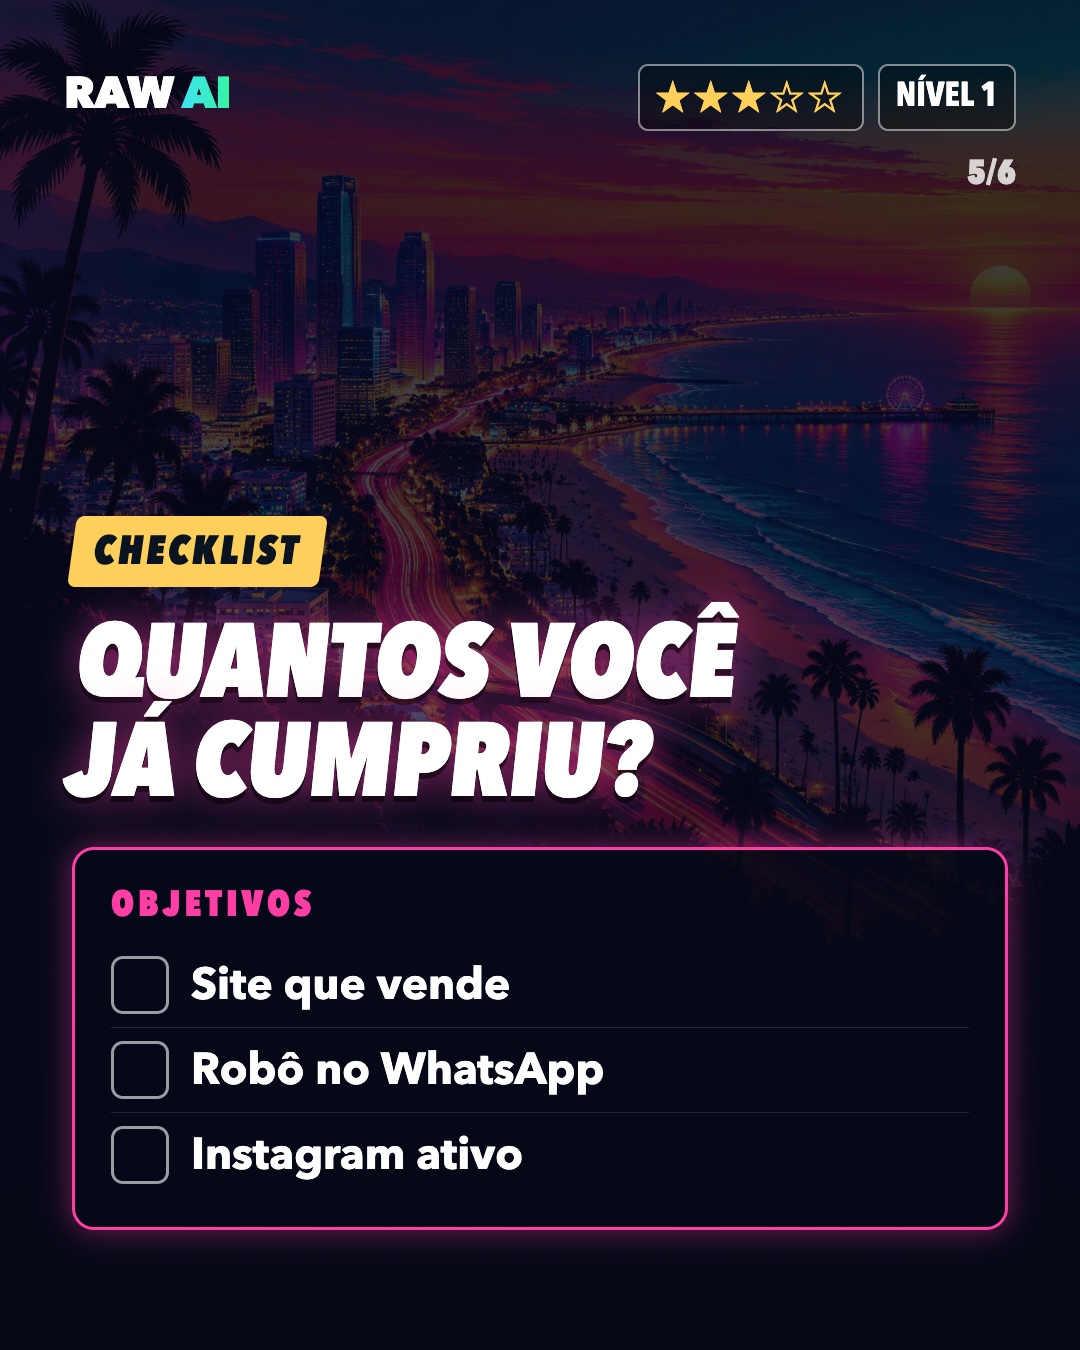 RAW AI
★★★☆☆
NÍVEL 1
5/6
CHECKLIST
QUANTOS VOCÊ
JÁ CUMPRIU?
OBJETIVOS
Site que vende
Robô no WhatsApp
Instagram ativo